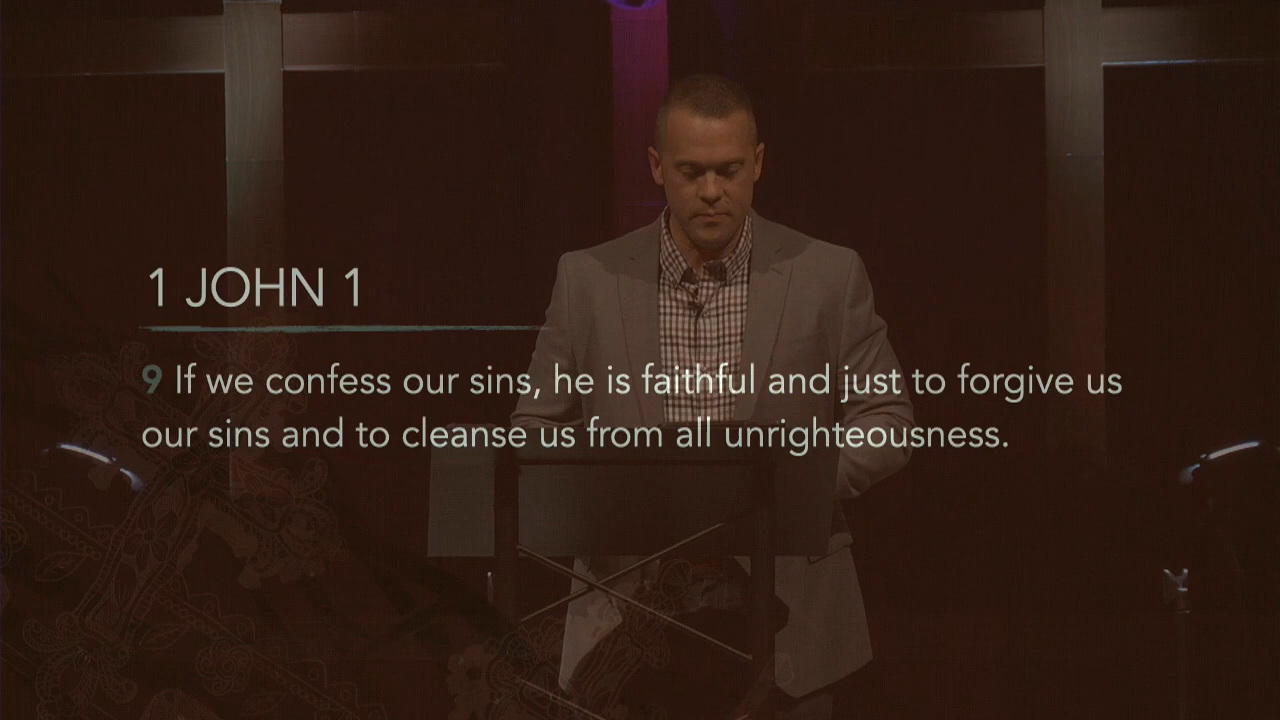 1 JOHN 1
9 If we confess our sins, he is faithful and just to forgive us
our sins and to cleanse us from all unrighteousness.